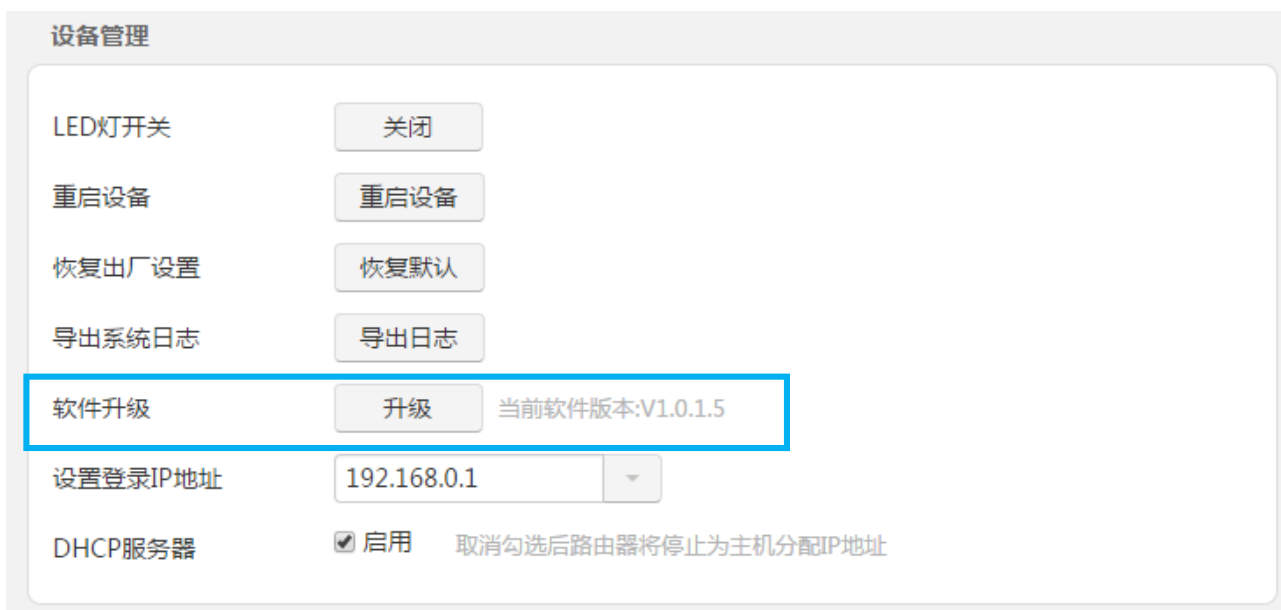 设备管理
LED灯开关 关闭
重启设备 重启设备
恢复出厂设置 恢复默认
导出系统日志 导出日志
软件升级 升级 当前软件版本:V1.0.1.5
设置登录IP地址 192.168.0.1
DHCP服务器 启用 取消勾选后路由器将停止为主机分配IP地址